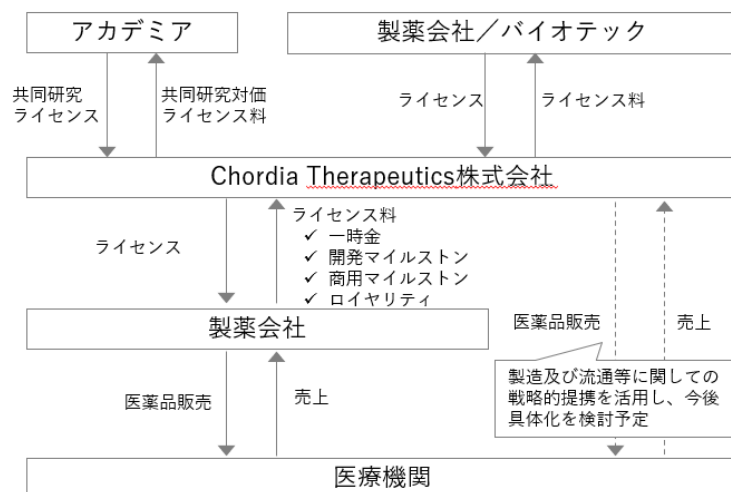 アカデミア
製薬会社／バイオテック
共同研究
ライセンス
共同研究対価
ライセンス料
ライセンス
ライセンス料
Chordia Therapeutics株式会社
ライセンス
ライセンス料
✓ 一時金
✓ 開発マイルストン
✓ 商用マイルストン
✓ ロイヤリティ
製薬会社
医薬品販売
売上
医薬品販売
売上
製造及び流通等に関しての
戦略的提携を活用し、今後
具体化を検討予定
医療機関